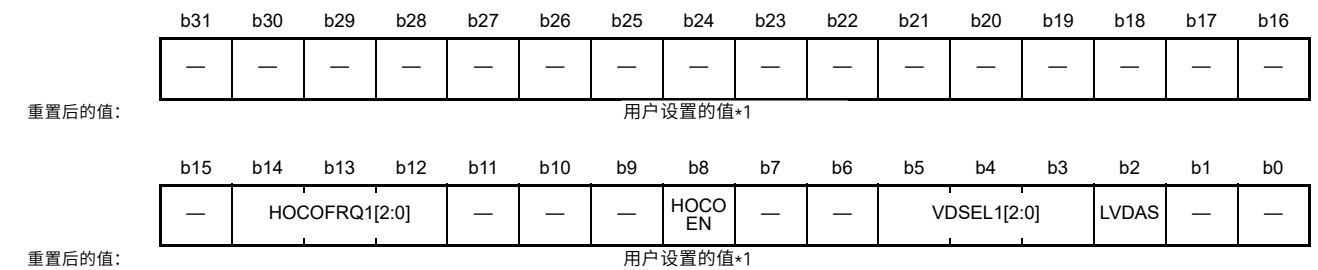 b31 b30 b29 b28 b27 b26 b25 b24 b23 b22 b21 b20 b19 b18 b17 b16
— — — — — — — — — — — — — — — —
重置后的值： 用户设置的值*1
b15 b14 b13 b12 b11 b10 b9 b8 b7 b6 b5 b4 b3 b2 b1 b0
— HOCOFRQ1[2:0] — — — HOCO EN — — VDSEL1[2:0] LVDAS — —
重置后的值： 用户设置的值*1